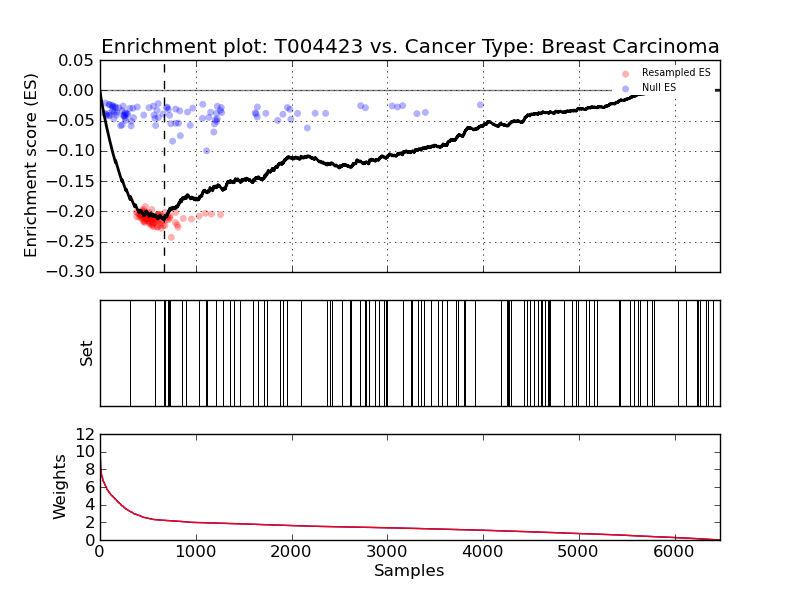 Enrichment plot: T004423 vs. Cancer Type: Breast Carcinoma
Enrichment score (ES)
0.05
0.00
−0.05
−0.10
−0.15
−0.20
−0.25
−0.30
Resampled ES
Null ES
Set
Weights
12
10
8
6
4
2
0
0 1000 2000 3000 4000 5000 6000
Samples